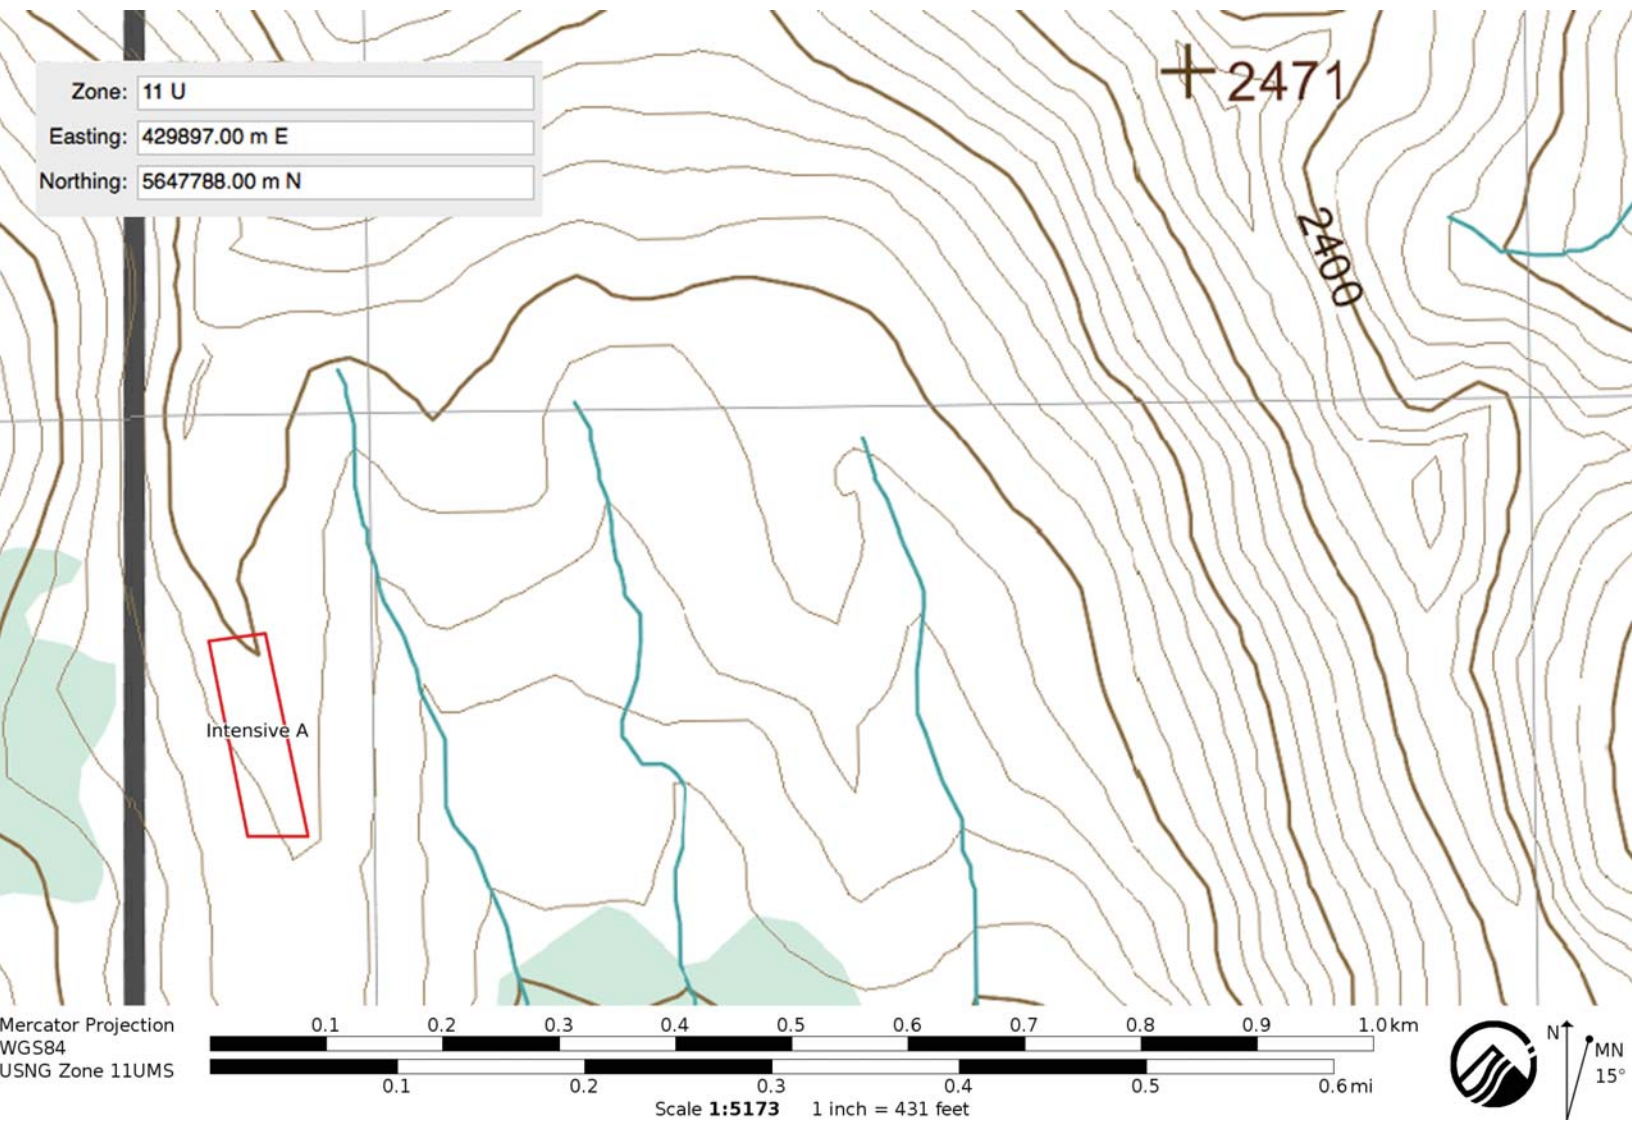 2471
Zone: 11 U
Easting: 429897.00 m E
Northing: 5647788.00 m N
2400
Intensive A
Mercator Projection
WGS84
USNG Zone 11UMS
0.1 0.2 0.3 0.4 0.5 0.6 0.7 0.8 0.9 1.0 km
0.1 0.2 0.3 0.4 0.5 0.6 mi
Scale 1:5173 1 inch = 431 feet
N
MN
15°